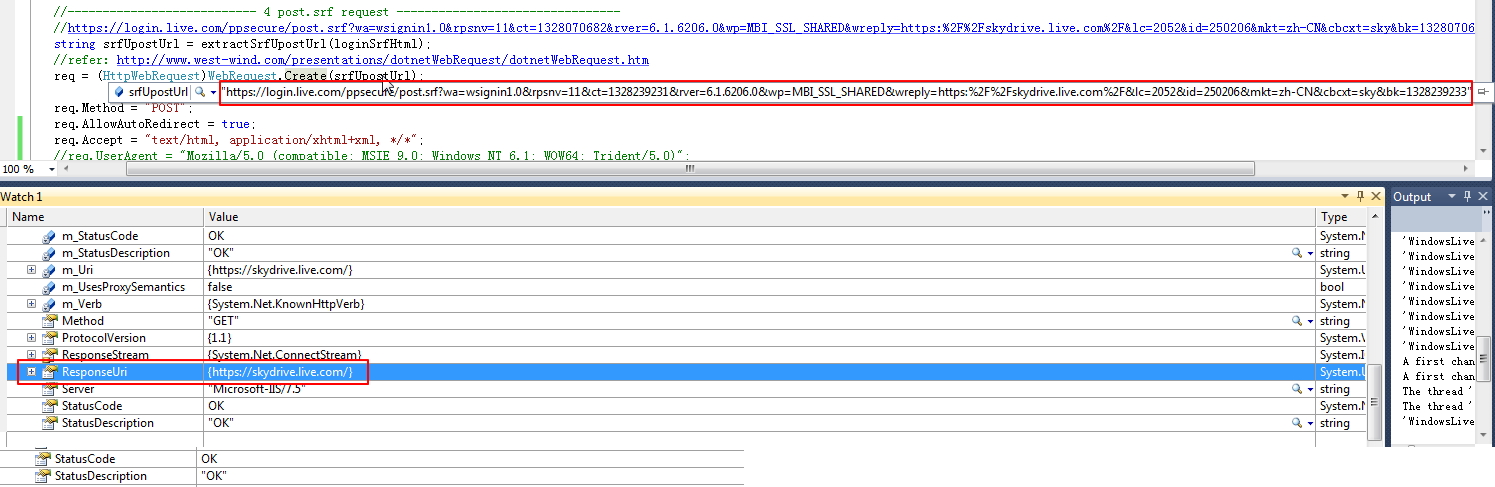 //-------------------------- 4 post.srf request -------------------------------
//https://login.live.com/ppsecure/post.srf?wa=wsignin1.0&rpsnv=11&ct=1328070682&rver=6.1.6206.0&wp=MBI_SSL_SHARED&wreply=https:%2F%2Fskydrive.live.com%2F&lc=2052&id=250206&mkt=zh-CN&cbcxt=sky&bk=13280706
string srfUpostUrl = extractSrfUpostUrl(loginSrfHtml);
//refer: http://www.west-wind.com/presentations/dotnetWebRequest/dotnetWebRequest.htm
req = (HttpWebRequest)WebRequest.Create(srfUpostUrl);
srfUpostUrl "https://login.live.com/ppsecure/post.srf?wa=wsignin1.0&rpsnv=11&ct=1328239231&rver=6.1.6206.0&wp=MBI_SSL_SHARED&wreply=https:%2F%2Fskydrive.live.com%2F&lc=2052&id=250206&mkt=zh-CN&cbcxt=sky&bk=1328239233"
req.Method = "POST";
req.AllowAutoRedirect = true;
req.Accept = "text/html, application/xhtml+xml, */*";
//req.UserAgent = "Mozilla/5.0 (compatible; MSIE 9.0; Windows NT 6.1; WOW64; Trident/5.0)";
100 %
Watch 1
Name Value Type
m_StatusCode OK System.N
m_StatusDescription "OK" string
m_Uri {https://skydrive.live.com/} System.U
m_UsesProxySemantics false bool
m_Verb {System.Net.KnownHttpVerb} System.N
Method "GET" string
ProtocolVersion {1.1} System.V
ResponseStream {System.Net.ConnectStream} System.I
ResponseUri {https://skydrive.live.com/} System.U
Server "Microsoft-IIS/7.5" string
StatusCode OK System.N
StatusDescription "OK" string
StatusCode OK
StatusDescription "OK"
Output
'WindowsLive
'WindowsLive
'WindowsLive
'WindowsLive
'WindowsLive
'WindowsLive
'WindowsLive
'WindowsLive
A first chan
A first chan
The thread '
The thread '
'WindowsLive